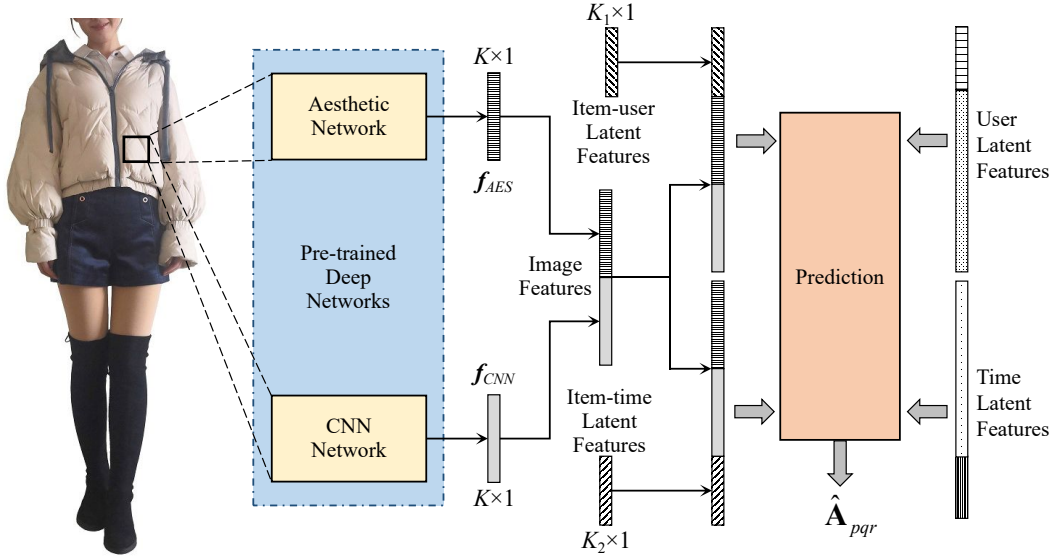 Aesthetic
Network
Pre-trained
Deep
Networks
CNN
Network
K×1
f_AES
f_CNN
K×1
Image
Features
K₁×1
Item-user
Latent
Features
Item-time
Latent
Features
K₂×1
Prediction
Â_pqr
User
Latent
Features
Time
Latent
Features